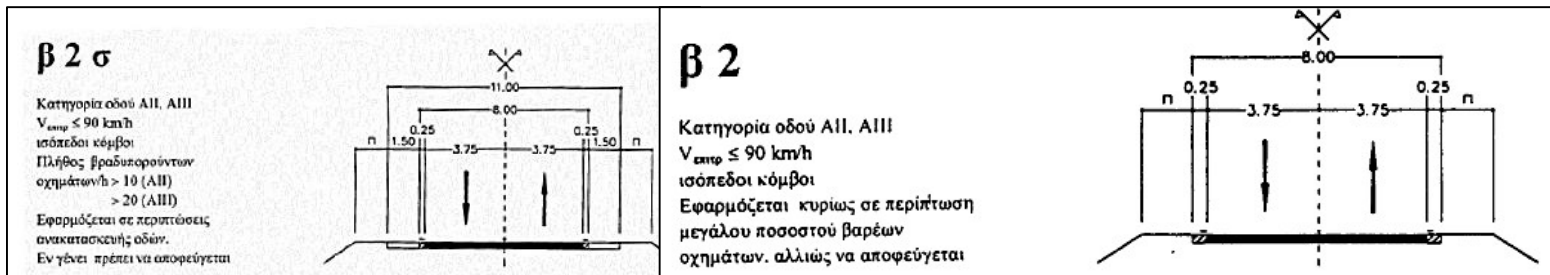 β 2 σ
Κατηγορία οδού ΑΙΙ, ΑΙΙΙ
Vεπιτρ ≤ 90 km/h
ισόπεδοι κόμβοι
Πλήθος βραδυπορούντων
οχημάτων/h > 10 (ΑΙΙ)
> 20 (ΑΙΙΙ)
Εφαρμόζεται σε περιπτώσεις
ανακατασκευής οδών.
Εν γένει πρέπει να αποφεύγεται
11.00
8.00
0.25 0.25
π 1.50 3.75 3.75 1.50 π
β 2
Κατηγορία οδού ΑΙΙ, ΑΙΙΙ
Vεπιτρ ≤ 90 km/h
ισόπεδοι κόμβοι
Εφαρμόζεται κυρίως σε περίπτωση
μεγάλου ποσοστού βαρέων
οχημάτων. αλλιώς να αποφεύγεται
8.00
0.25 0.25
π 3.75 3.75 π